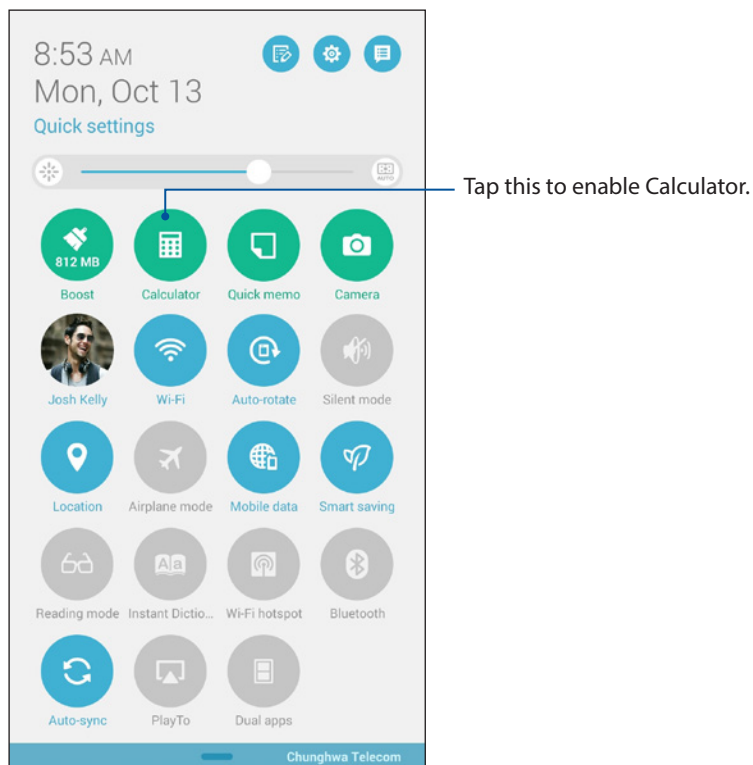 8:53 AM
Mon, Oct 13
Quick settings
AUTO
Tap this to enable Calculator.
812 MB
Boost Calculator Quick memo Camera
Josh Kelly Wi-Fi Auto-rotate Silent mode
Location Airplane mode Mobile data Smart saving
Aa
Reading mode Instant Dictio... Wi-Fi hotspot Bluetooth
Auto-sync PlayTo Dual apps
Chunghwa Telecom